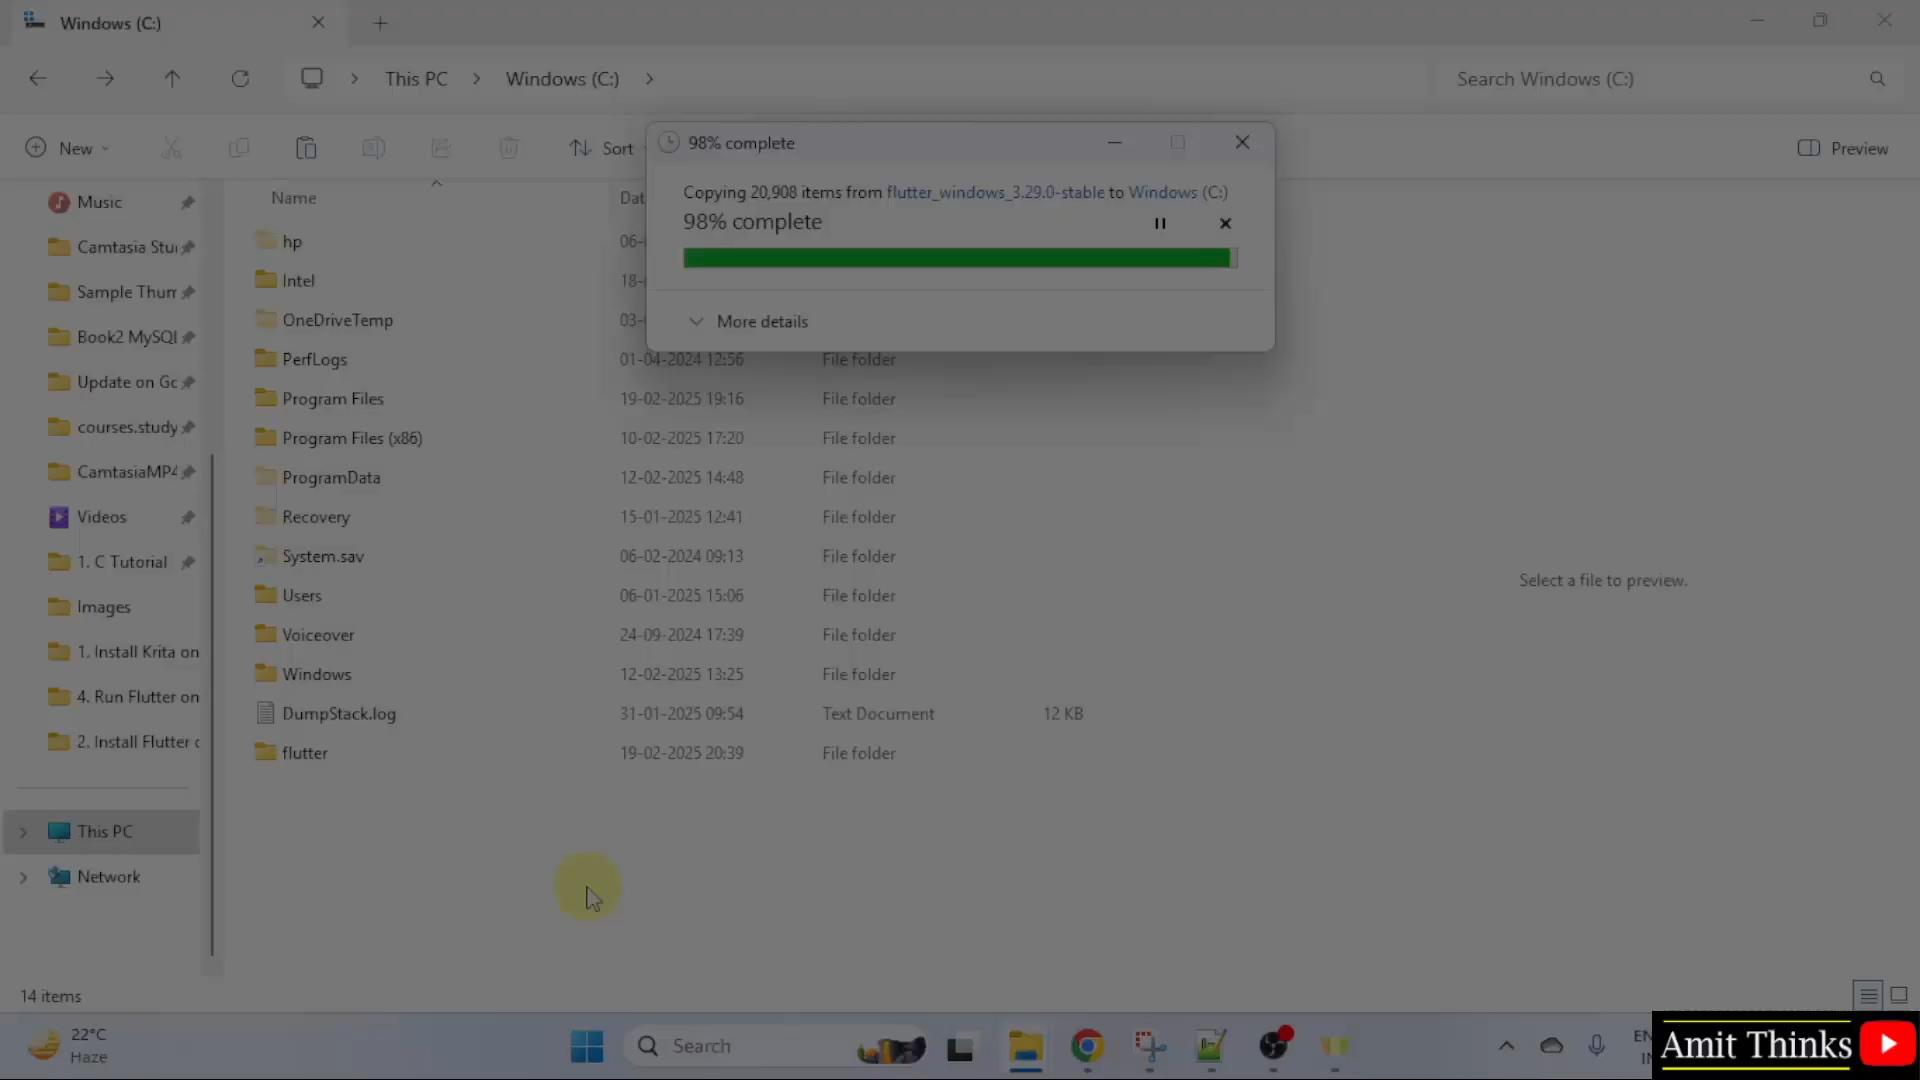 Windows (C:)
This PC
Windows (C:)
Search Windows (C:)
New
Sort
Preview
98% complete
Copying 20,908 items from flutter_windows_3.29.0-stable to Windows (C:)
98% complete
More details
Music
Camtasia Stu
Sample Thum
Book2 MySQL
Update on Go
courses.study
CamtasiaMP4
Videos
1. C Tutorial
Images
1. Install Krita on
4. Run Flutter on
2. Install Flutter o
This PC
Network
Name
Dat
hp 06-
Intel 18-
OneDriveTemp 03-
PerfLogs 01-04-2024 12:56 File folder
Program Files 19-02-2025 19:16 File folder
Program Files (x86) 10-02-2025 17:20 File folder
ProgramData 12-02-2025 14:48 File folder
Recovery 15-01-2025 12:41 File folder
System.sav 06-02-2024 09:13 File folder
Users 06-01-2025 15:06 File folder
Voiceover 24-09-2024 17:39 File folder
Windows 12-02-2025 13:25 File folder
DumpStack.log 31-01-2025 09:54 Text Document 12 KB
flutter 19-02-2025 20:39 File folder
Select a file to preview.
14 items
22°C
Haze
Search
EN
IN
Amit Thinks